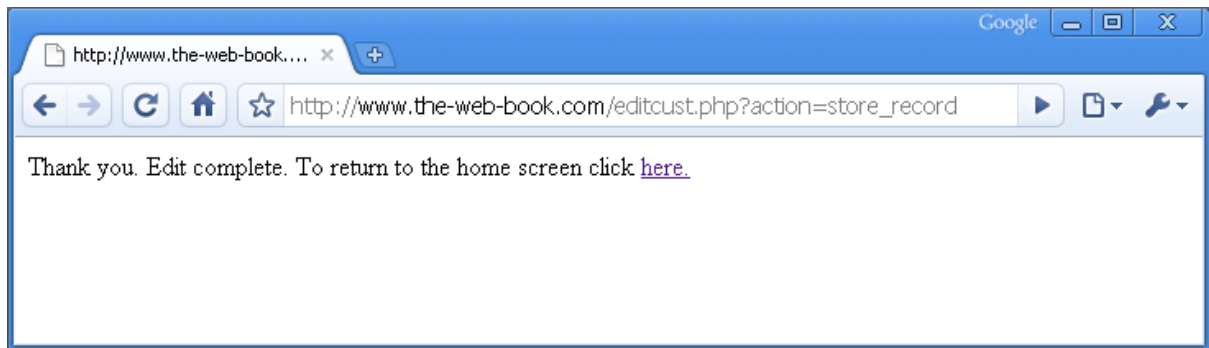 Google
http://www.the-web-book....
http://www.the-web-book.com/editcust.php?action=store_record
Thank you. Edit complete. To return to the home screen click here.